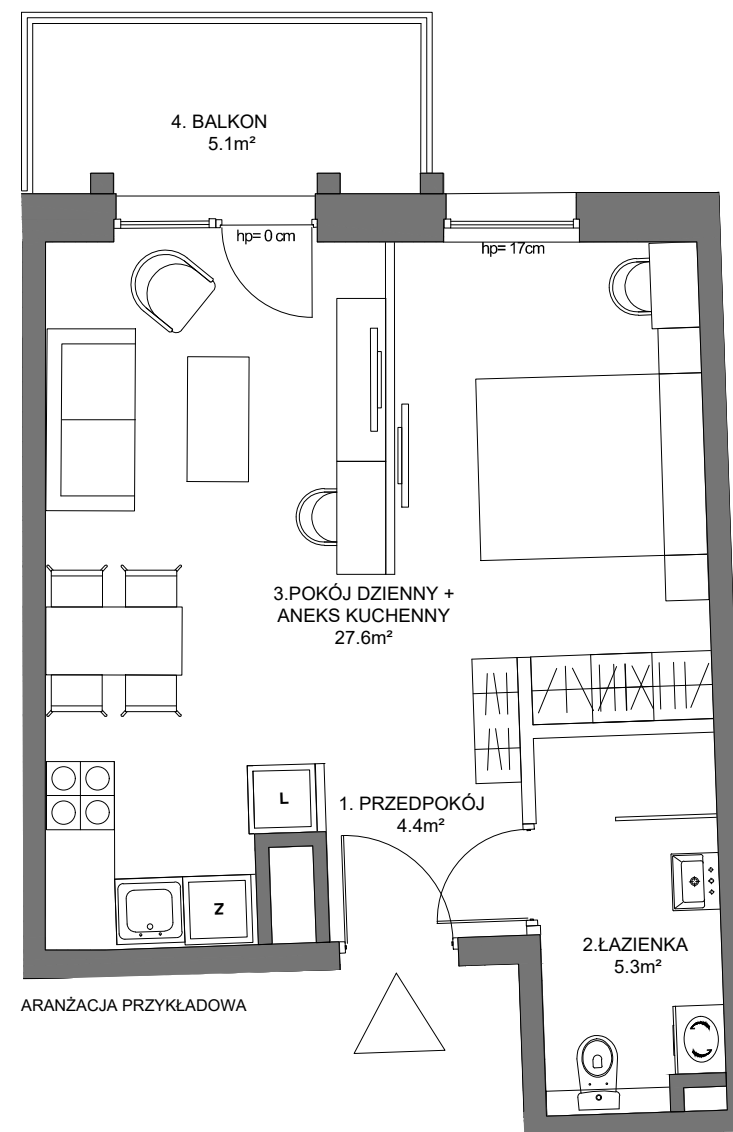 4. BALKON
5.1m²
hp= 0 cm
hp= 17cm
3.POKÓJ DZIENNY +
ANEKS KUCHENNY
27.6m²
L
1. PRZEDPOKÓJ
4.4m²
Z
2.ŁAZIENKA
5.3m²
ARANŻACJA PRZYKŁADOWA